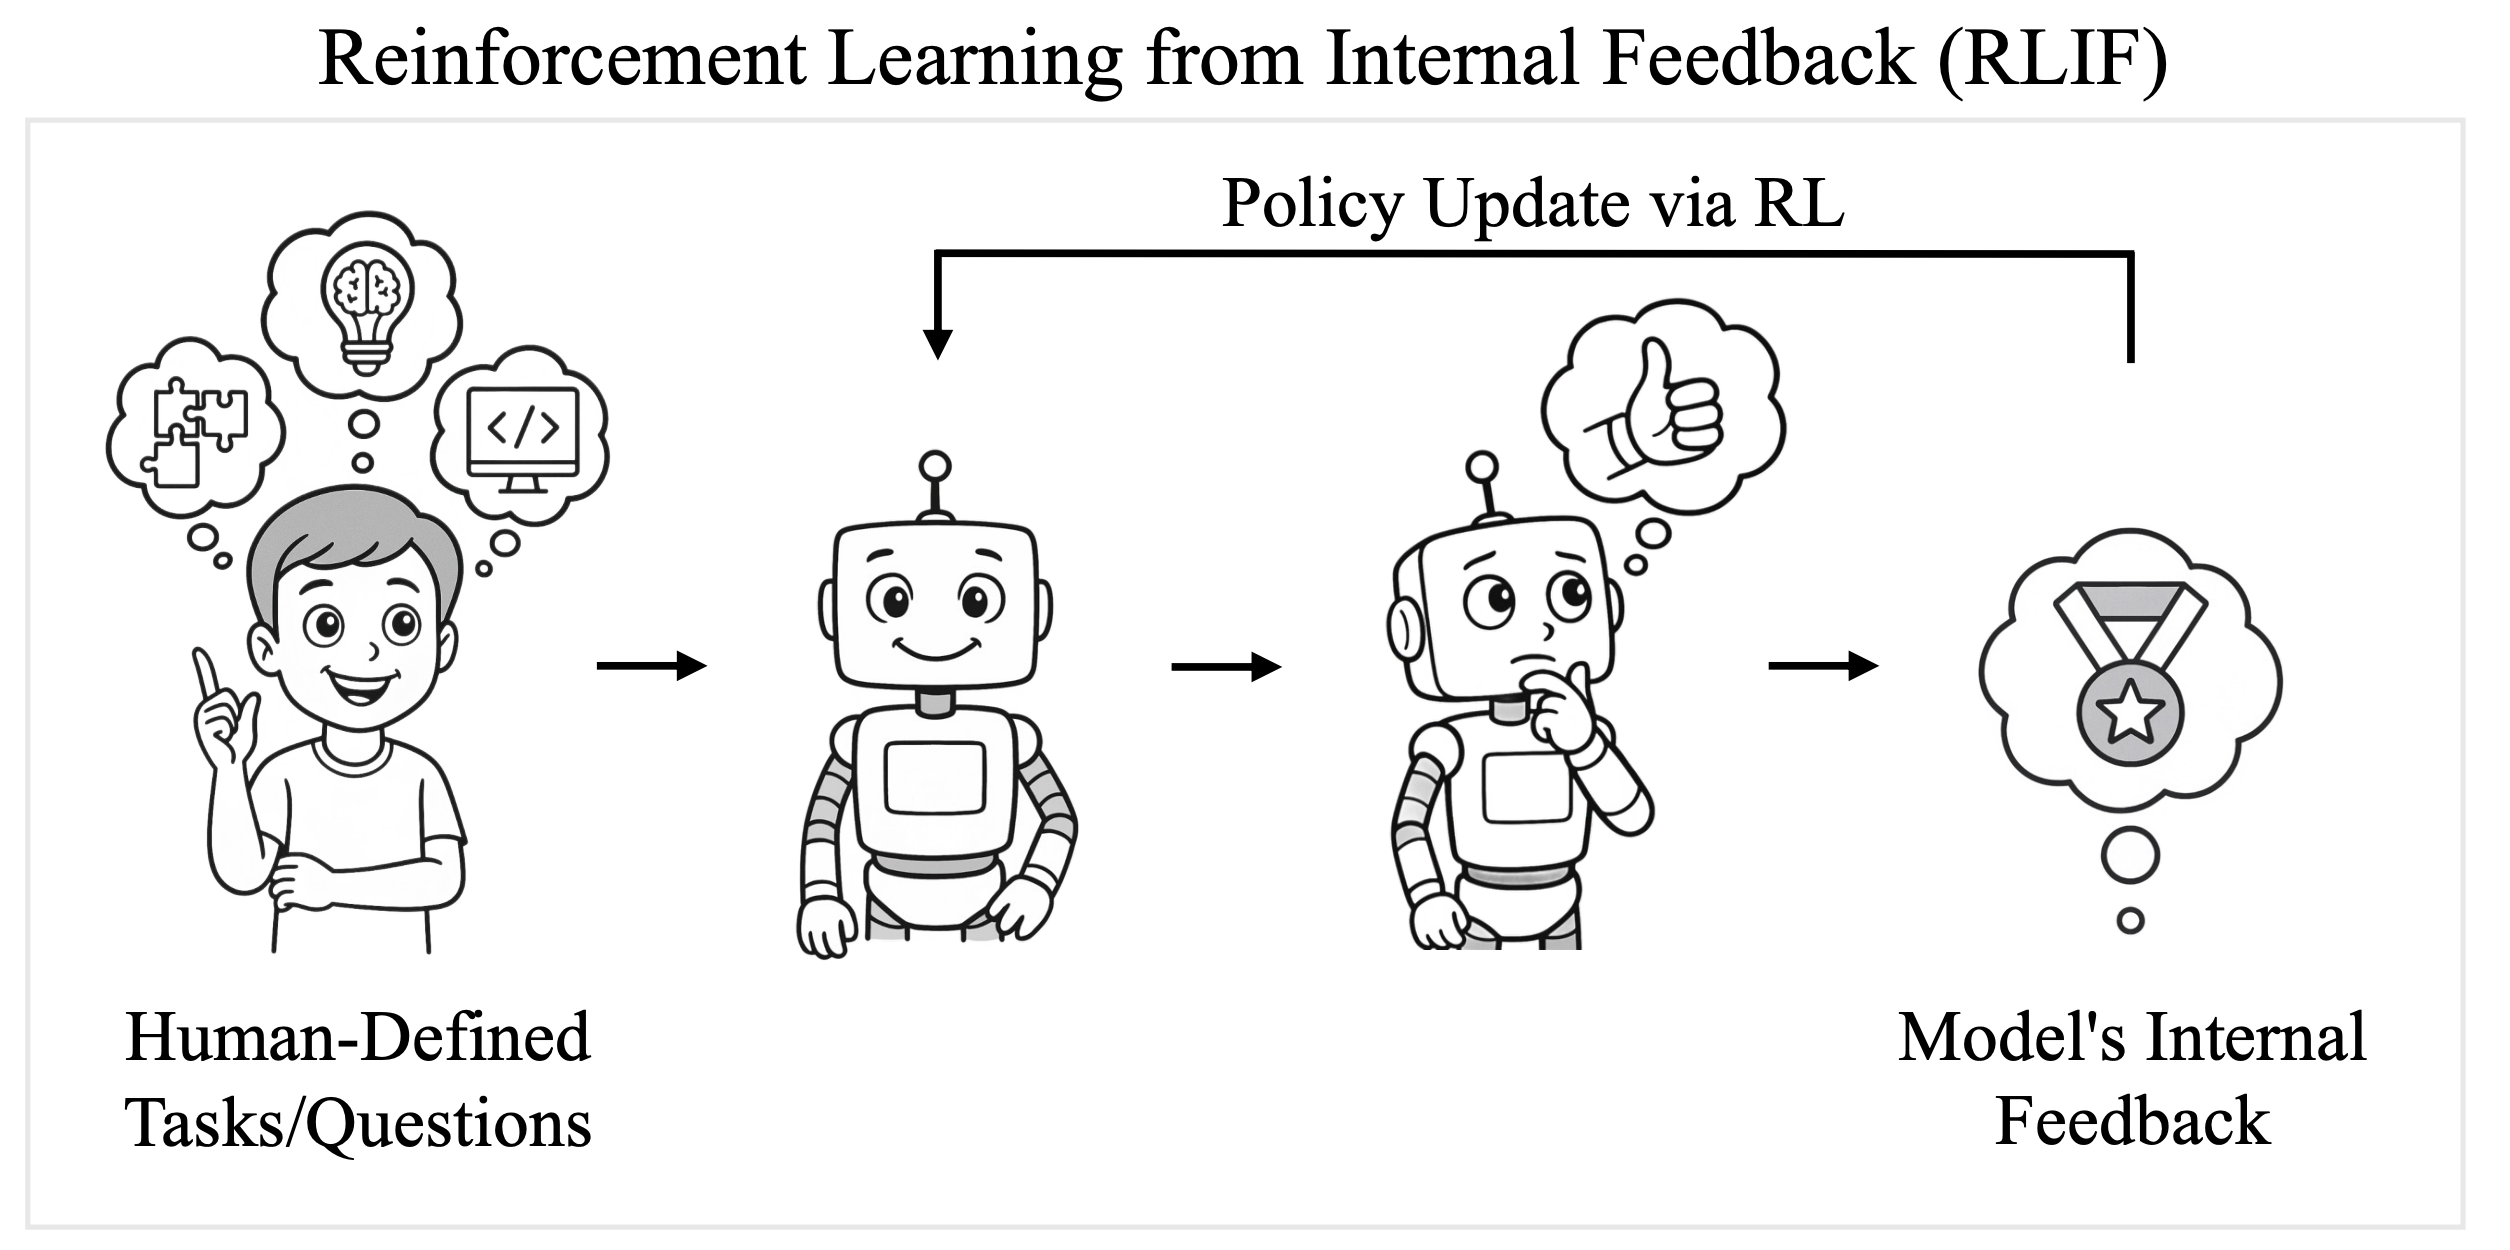 Reinforcement Learning from Internal Feedback (RLIF)
Policy Update via RL
</>
Human-Defined
Tasks/Questions
Model's Internal
Feedback